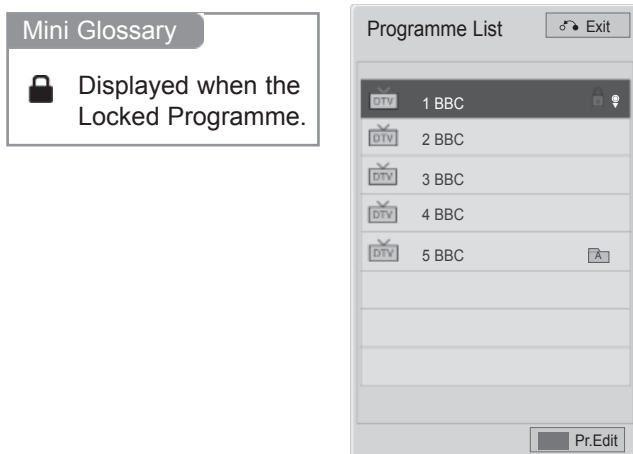 Mini Glossary
Displayed when the
Locked Programme.
Programme List
Exit
DTV 1 BBC
DTV 2 BBC
DTV 3 BBC
DTV 4 BBC
DTV 5 BBC A
Pr.Edit